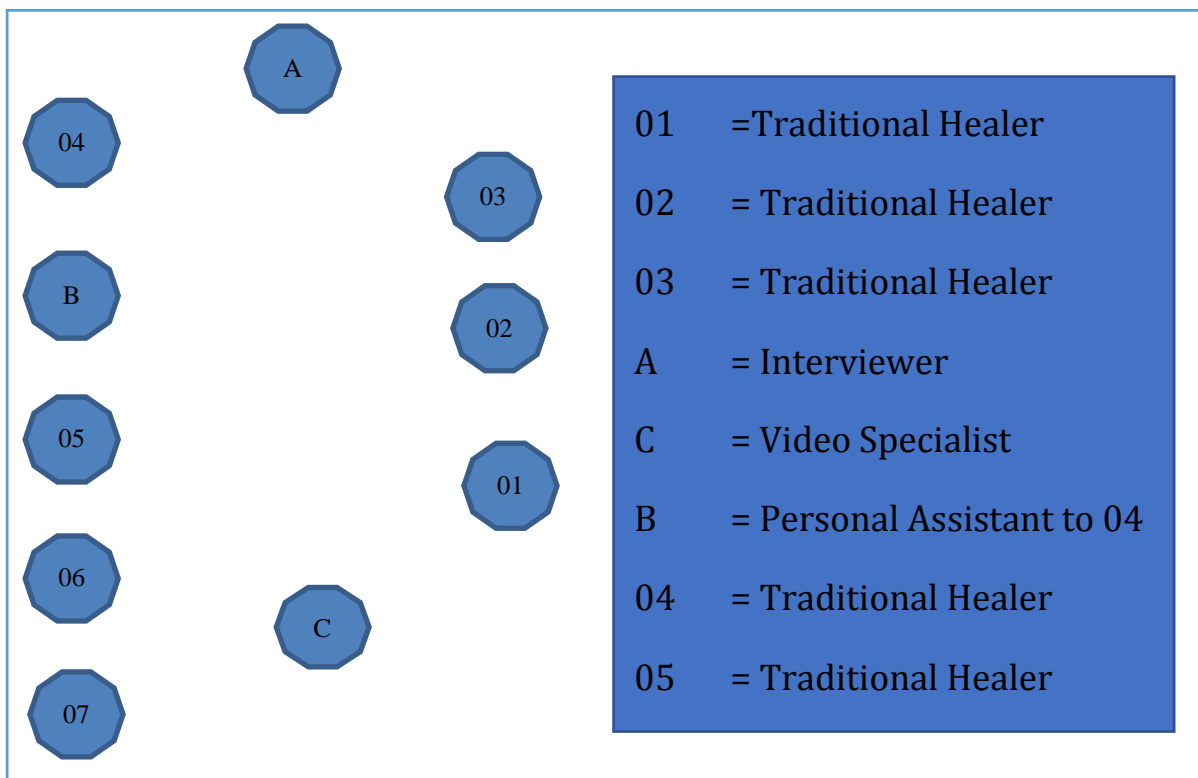 A
04
03
B
02
05
01
06
C
07
01 =Traditional Healer
02 = Traditional Healer
03 = Traditional Healer
A = Interviewer
C = Video Specialist
B = Personal Assistant to 04
04 = Traditional Healer
05 = Traditional Healer